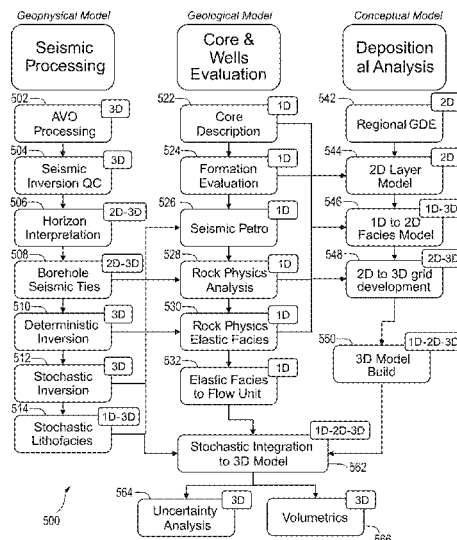 Geophysical Model
Geological Model
Conceptual Model
Seismic
Processing
Core &
Wells
Evaluation
Deposition
al Analysis
502
3D
AVO
Processing
504
3D
Seismic
Inversion QC
506
2D-3D
Horizon
Interpretation
508
2D-3D
Borehole
Seismic Ties
510
3D
Deterministic
Inversion
512
3D
Stochastic
Inversion
514
1D-3D
Stochastic
Lithofacies
522
1D
Core
Description
524
1D
Formation
Evaluation
526
1D
Seismic Petro
528
1D
Rock Physics
Analysis
530
1D
Rock Physics
Elastic Facies
532
1D
Elastic Facies
to Flow Unit
542
2D
Regional GDE
544
2D
2D Layer
Model
546
1D-3D
1D to 2D
Facies Model
548
2D-3D
2D to 3D grid
development
550
1D-2D-3D
3D Model
Build
1D-2D-3D
Stochastic Integration
to 3D Model
562
564
3D
Uncertainty
Analysis
3D
Volumetrics
566
500